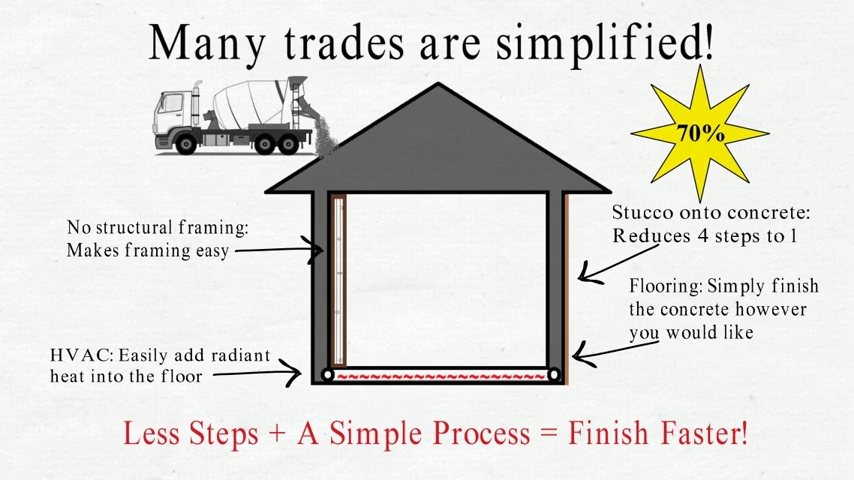 Many trades are simplified!
70%
No structural framing:
Makes framing easy
Stucco onto concrete:
Reduces 4 steps to 1
Flooring: Simply finish
the concrete however
you would like
HVAC: Easily add radiant
heat into the floor
Less Steps + A Simple Process = Finish Faster!